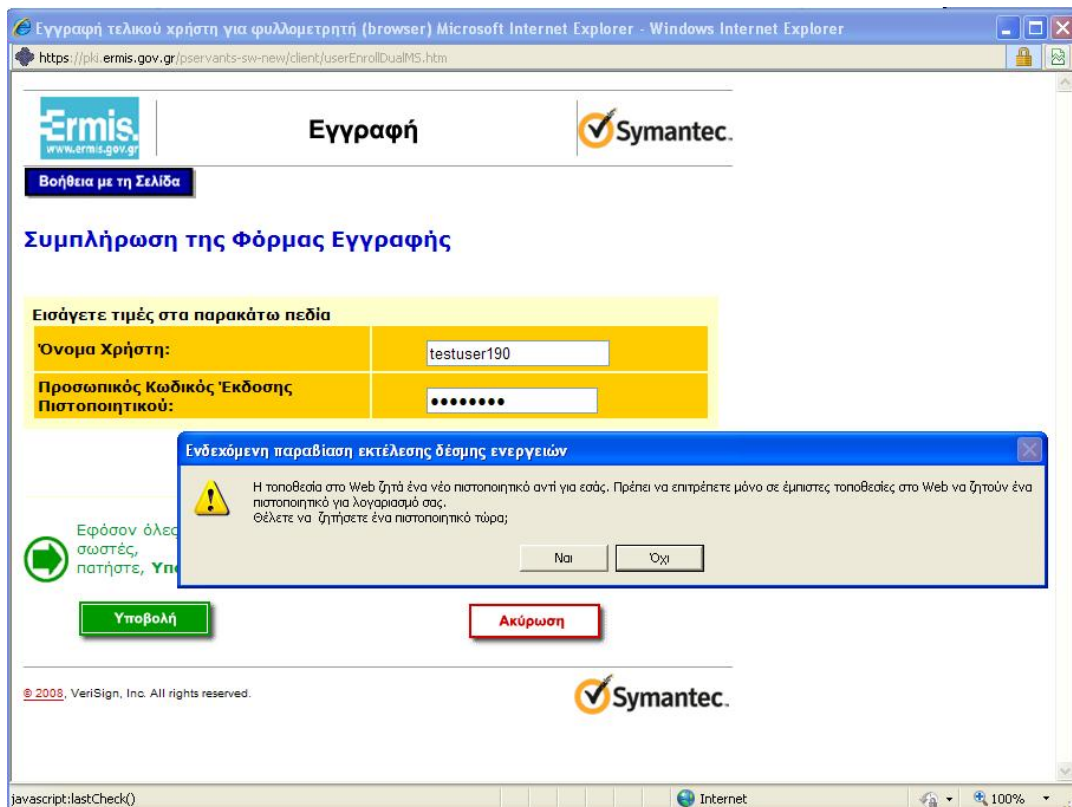 Εγγραφή τελικού χρήστη για φυλλομετρητή (browser) Microsoft Internet Explorer - Windows Internet Explorer
https://pki.ermis.gov.gr/pservants-sw-new/client/userEnrollDualMS.htm
Ermis.
www.ermis.gov.gr
Εγγραφή
Symantec.
Βοήθεια με τη Σελίδα
Συμπλήρωση της Φόρμας Εγγραφής
Εισάγετε τιμές στα παρακάτω πεδία
Όνομα Χρήστη:
testuser190
Προσωπικός Κωδικός Έκδοσης
Πιστοποιητικού:
••••••••
Ενδεχόμενη παραβίαση εκτέλεσης δέσμης ενεργειών
Η τοποθεσία στο Web ζητά ένα νέο πιστοποιητικό αντί για εσάς. Πρέπει να επιτρέπετε μόνο σε έμπιστες τοποθεσίες στο Web να ζητούν ένα
πιστοποιητικό για λογαριασμό σας.
Θέλετε να ζητήσετε ένα πιστοποιητικό τώρα;
Ναι
Όχι
Εφόσον όλες
σωστές,
πατήστε,
Υποβολή
Ακύρωση
© 2008, VeriSign, Inc. All rights reserved.
Symantec.
javascript:lastCheck()
Internet
100%